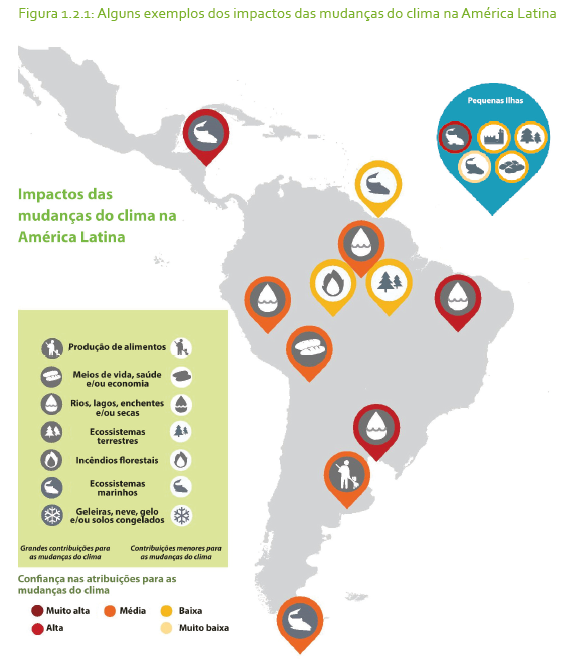 Figura 1.2.1: Alguns exemplos dos impactos das mudanças do clima na América Latina
Pequenas Ilhas
Impactos das
mudanças do clima na
América Latina
Produção de alimentos
Meios de vida, saúde
e/ou economia
Rios, lagos, enchentes
e/ou secas
Ecossistemas
terrestres
Incêndios florestais
Ecossistemas
marinhos
Geleiras, neve, gelo
e/ou solos congelados
Grandes contribuições para
as mudanças do clima
Contribuições menores para
as mudanças do clima
Confiança nas atribuições para as
mudanças do clima
Muito alta
Média
Baixa
Alta
Muito baixa